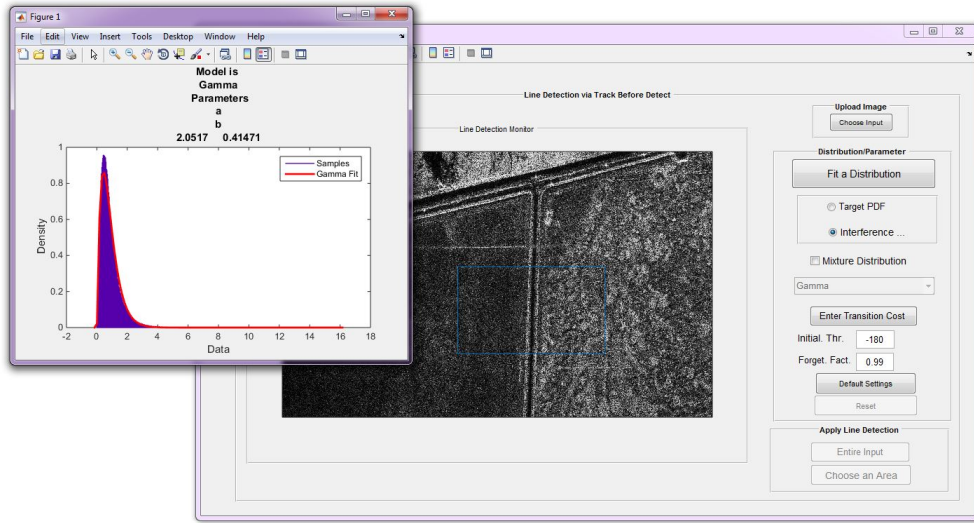 Figure 1
File Edit View Insert Tools Desktop Window Help
Model is
Gamma
Parameters
a
b
2.0517 0.41471
Samples
Gamma Fit
1
0.8
0.6
0.4
0.2
0
Density
-2 0 2 4 6 8 10 12 14 16 18
Data
Line Detection via Track Before Detect
Line Detection Monitor
Upload Image
Choose Input
Distribution/Parameter
Fit a Distribution
Target PDF
Interference ...
Mixture Distribution
Gamma
Enter Transition Cost
Initial. Thr. -180
Forget. Fact. 0.99
Default Settings
Reset
Apply Line Detection
Entire Input
Choose an Area